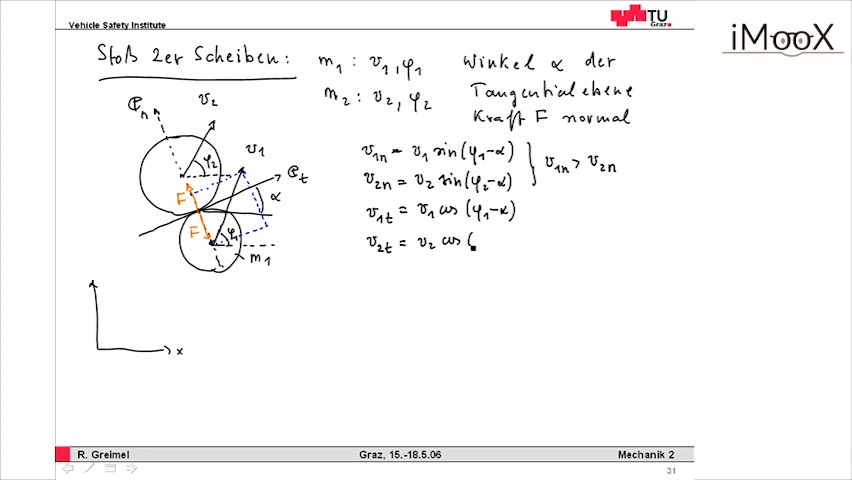 Vehicle Safety Institute
TU
Graz
iMooX
Stoß 2er Scheiben:
m₁ : v₁, φ₁
m₂ : v₂, φ₂
Winkel α der
Tangentialebene
Kraft F normal
e_n
v₂
φ₂
v₁
e_t
α
F
F
φ₁
m₁
v₁n = v₁ sin(φ₁-α)
v₂n = v₂ sin(φ₂-α)
v₁n > v₂n
v₁t = v₁ cos (φ₁-α)
v₂t = v₂ cos (
x
R. Greimel
Graz, 15.-18.5.06
Mechanik 2
31